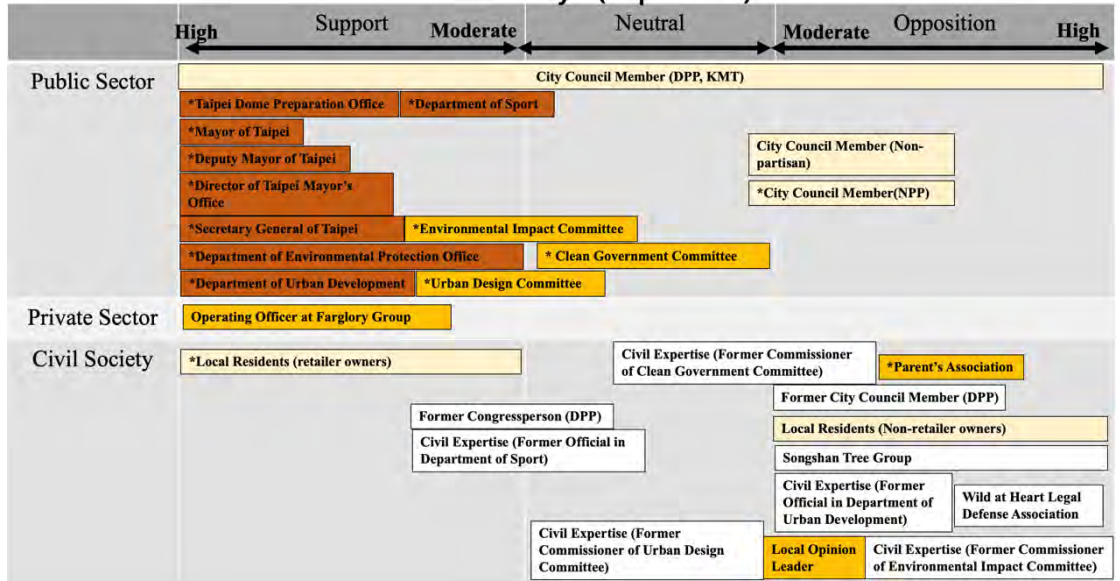 High
Support
Moderate
Neutral
Moderate
Opposition
High
Public Sector
City Council Member (DPP, KMT)
*Taipei Dome Preparation Office
*Department of Sport
*Mayor of Taipei
*Deputy Mayor of Taipei
City Council Member (Non-
partisan)
*Director of Taipei Mayor's
Office
*City Council Member(NPP)
*Secretary General of Taipei
*Environmental Impact Committee
*Department of Environmental Protection Office
* Clean Government Committee
*Department of Urban Development
*Urban Design Committee
Private Sector
Operating Officer at Farglory Group
Civil Society
*Local Residents (retailer owners)
Civil Expertise (Former Commissioner
of Clean Government Committee)
*Parent's Association
Former City Council Member (DPP)
Former Congressperson (DPP)
Local Residents (Non-retailer owners)
Civil Expertise (Former Official in
Department of Sport)
Songshan Tree Group
Civil Expertise (Former
Official in Department of
Urban Development)
Wild at Heart Legal
Defense Association
Civil Expertise (Former
Commissioner of Urban Design
Committee)
Local Opinion
Leader
Civil Expertise (Former Commissioner
of Environmental Impact Committee)